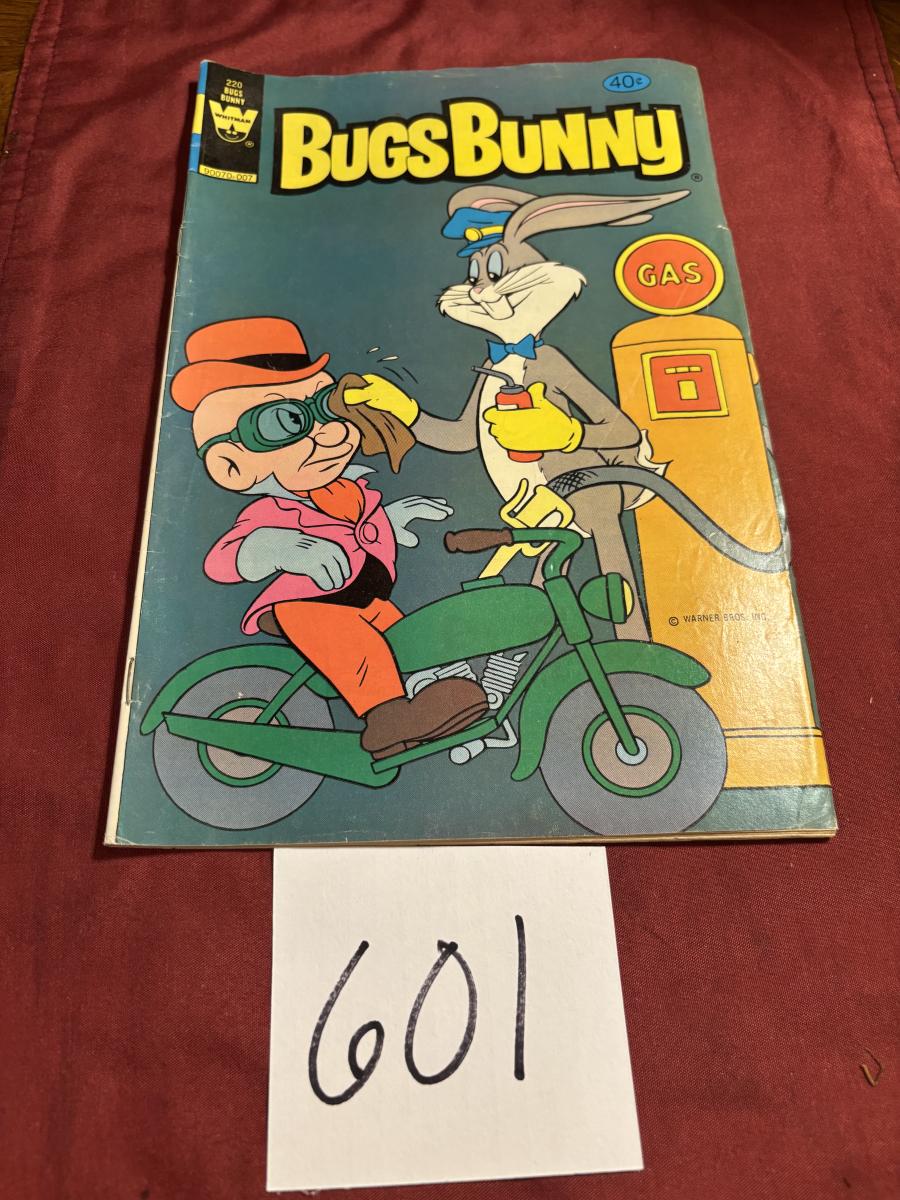 220
BUGS
BUNNY
W
WHITMAN
®
90070-007
40¢
BUGS BUNNY
®
GAS
© WARNER BROS. INC.
601